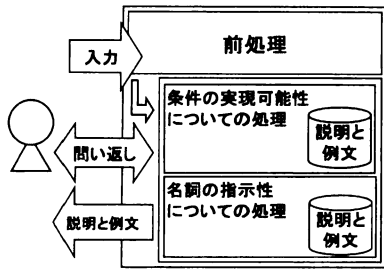 入力
前処理
条件の実現可能性
についての処理
説明と
例文
問い返し
名詞の指示性
についての処理
説明と
例文
説明と例文